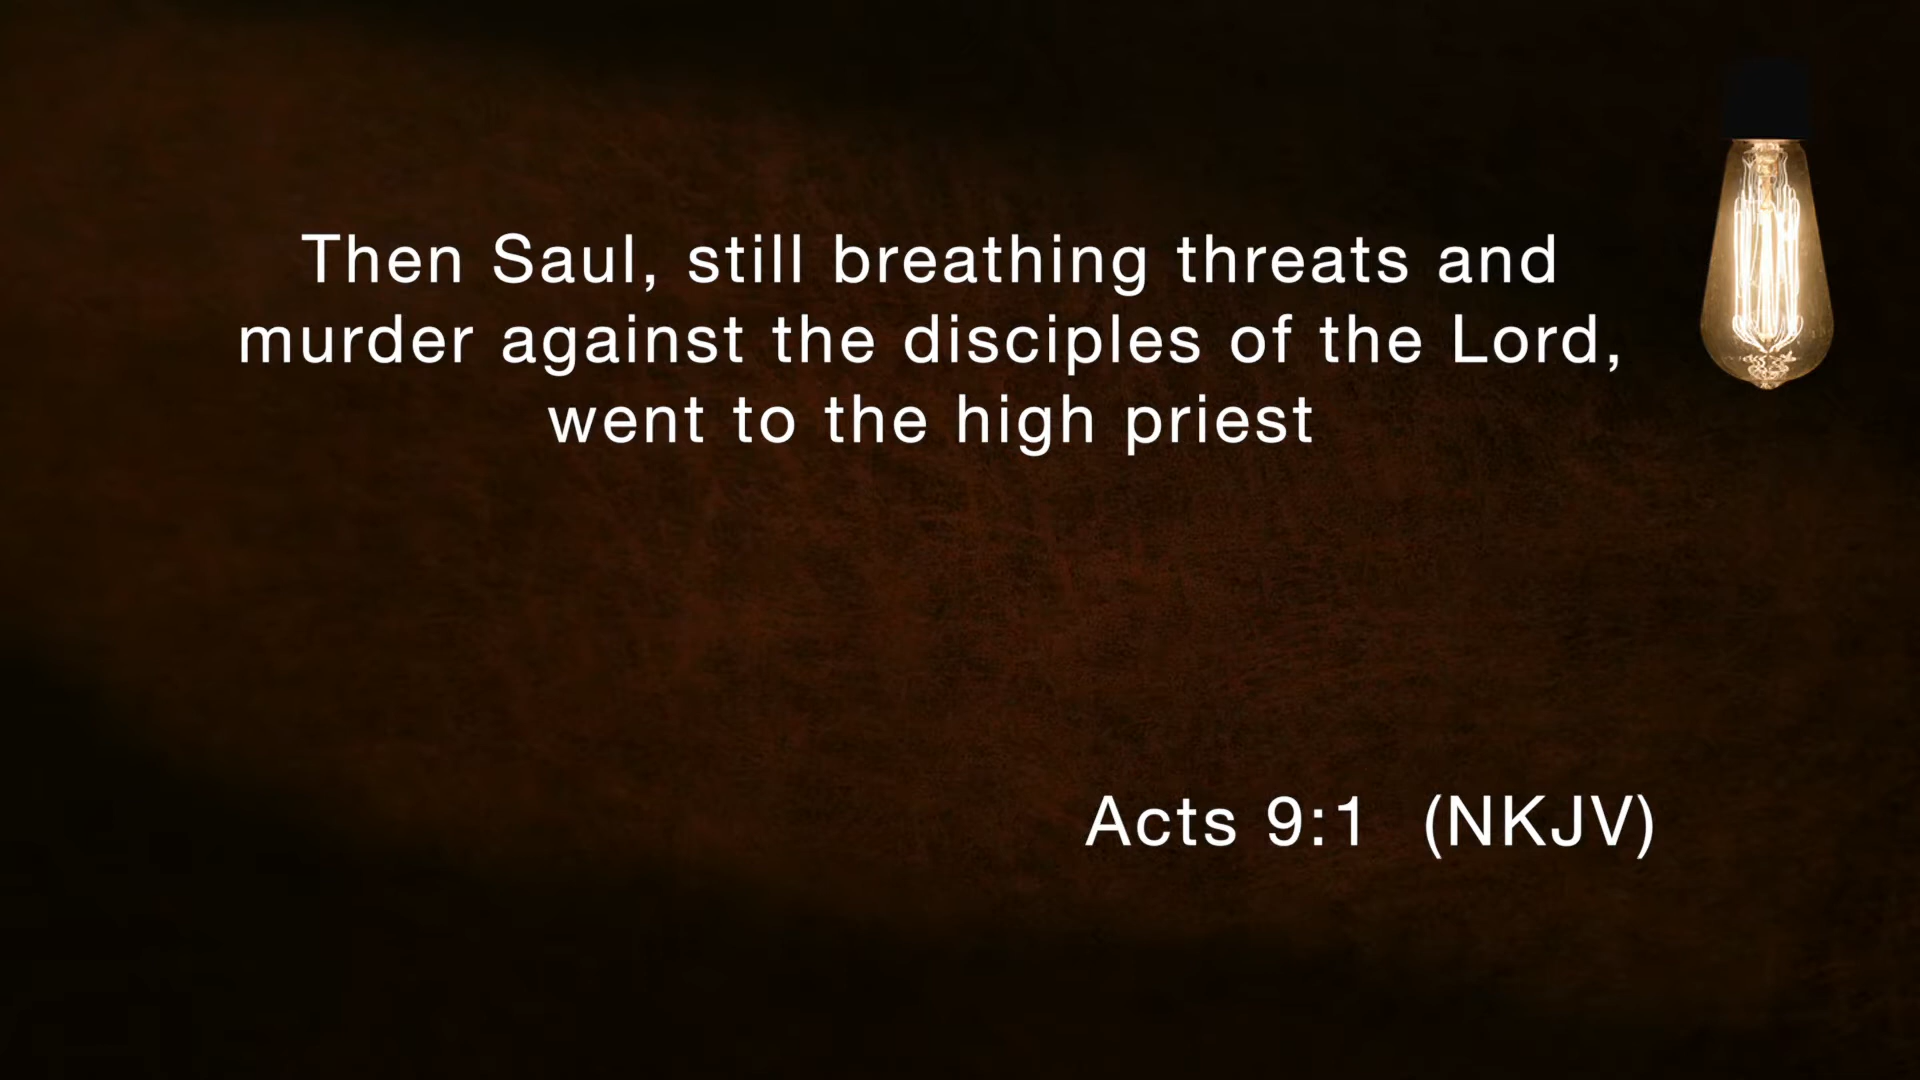 Then Saul, still breathing threats and
murder against the disciples of the Lord,
went to the high priest
Acts 9:1 (NKJV)